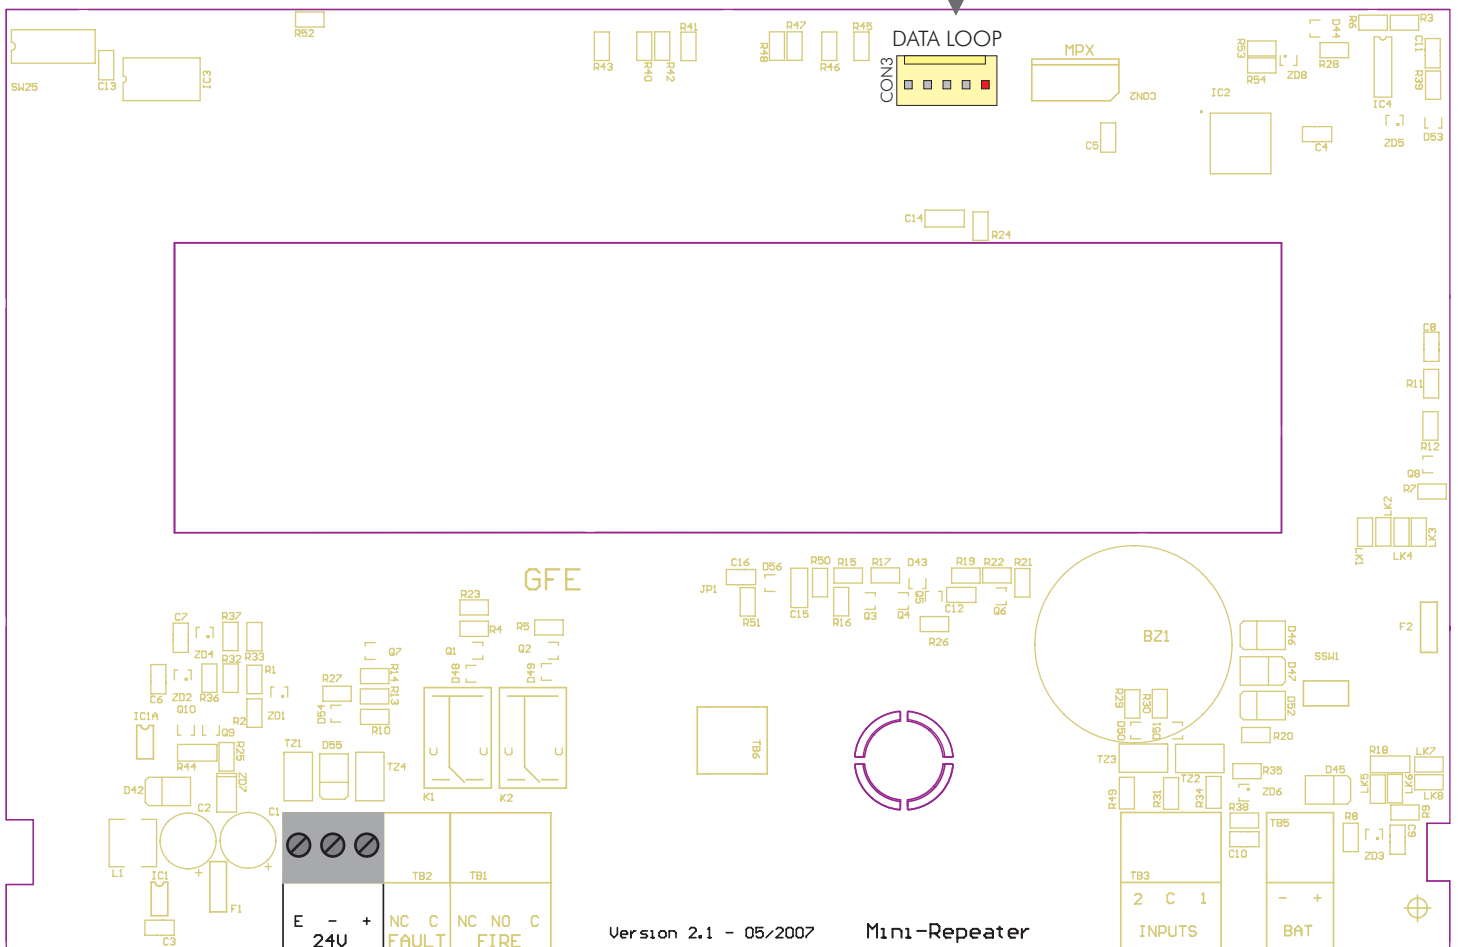 DATA LOOP
CON3
MPX
CON2
R52
SW25
C13
IC3
R43
R40
R42
R41
R48
R47
R46
R45
R53
R54
ZD8
D44
R28
R6
R3
C11
R39
IC4
IC2
C5
C4
ZD5
D53
C14
R24
C8
R11
R12
Q8
R7
LK2
LK1
LK4
LK3
GFE
C16
D56
JP1
R51
C15
R50
R15
R16
R17
Q3
D43
Q4
Q5
R19
R22
R21
C12
Q6
R26
R23
R4
R5
C7
R37
ZD4
R33
R32
C6
ZD2
R36
R1
Q10
IC1A
R2
ZD1
Q9
R27
D54
Q7
R14
R13
R10
Q1
D48
Q2
D49
BZ1
D46
D47
D52
SSW1
F2
R29
R30
D50
D51
R20
TZ1
D55
TZ4
R44
R25
ZD7
D42
C2
C1
K1
K2
TB6
TZ3
TZ2
R49
R31
R34
R35
ZD6
R38
C10
D45
R18
LK7
LK5
LK6
LK8
R9
R8
ZD3
C9
L1
IC1
F1
C3
TB2
TB1
TB3
TB5
E - +
24V
NC C
FAULT
NC NO C
FIRE
Version 2.1 - 05/2007
Mini-Repeater
2 C 1
INPUTS
- +
BAT